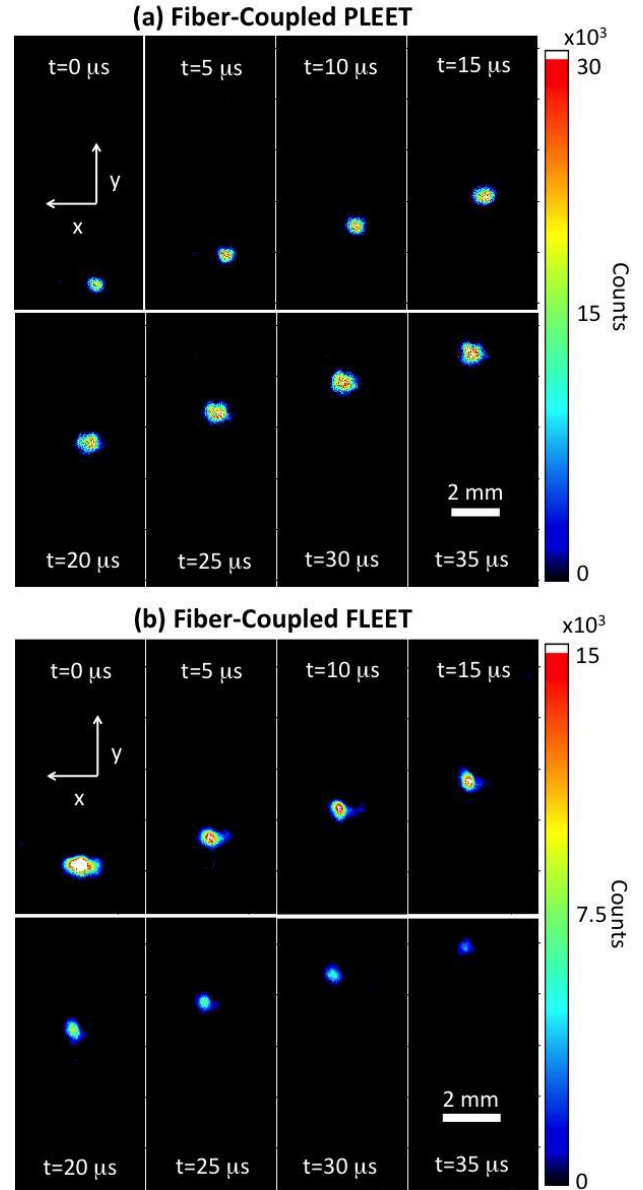 (a) Fiber-Coupled PLEET
x10³
t=0 μs
t=5 μs
t=10 μs
t=15 μs
30
y
x
15
Counts
2 mm
t=20 μs
t=25 μs
t=30 μs
t=35 μs
0
(b) Fiber-Coupled FLEET
x10³
t=0 μs
t=5 μs
t=10 μs
t=15 μs
15
y
x
7.5
Counts
2 mm
t=20 μs
t=25 μs
t=30 μs
t=35 μs
0